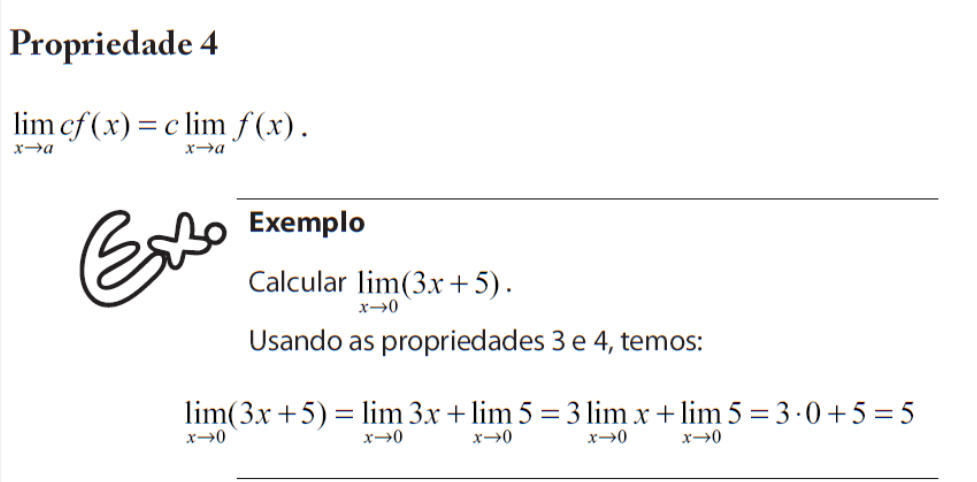 Propriedade 4
lim cf(x) = c lim f(x).
x→a x→a
Ex.
Exemplo
Calcular lim(3x+5).
x→0
Usando as propriedades 3 e 4, temos:
lim(3x+5) = lim 3x + lim 5 = 3 lim x + lim 5 = 3·0+5 = 5
x→0 x→0 x→0 x→0 x→0